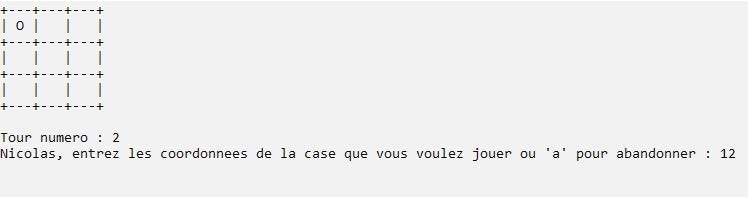 +---+---+---+
| O |   |   |
+---+---+---+
|   |   |   |
+---+---+---+
|   |   |   |
+---+---+---+
Tour numero : 2
Nicolas, entrez les coordonnees de la case que vous voulez jouer ou 'a' pour abandonner : 12